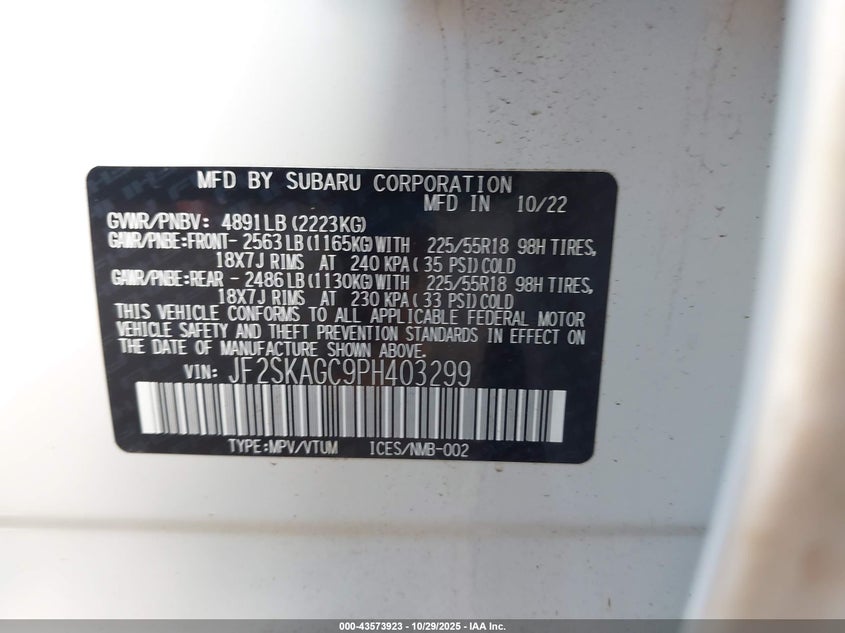 MFD BY SUBARU CORPORATION
MFD IN 10/22
GVWR/PNBV: 4891LB(2223KG)
GAWR/PNBE:FRONT- 2563LB(1165KG)WITH 225/55R18 98H TIRES,
18X7J RIMS AT 240 KPA( 35 PSI)COLD
GAWR/PNBE:REAR - 2486LB(1130KG)WITH 225/55R18 98H TIRES,
18X7J RIMS AT 230 KPA( 33 PSI)COLD
THIS VEHICLE CONFORMS TO ALL APPLICABLE FEDERAL MOTOR
VEHICLE SAFETY AND THEFT PREVENTION STANDARDS IN EFFECT ON
THE DATE OF MANUFACTURE SHOWN ABOVE.
VIN: JF2SKAGC9PH403299
TYPE:MPV/VTUM ICES/NMB-002
000-43573923 - 10/29/2025 - IAA Inc.